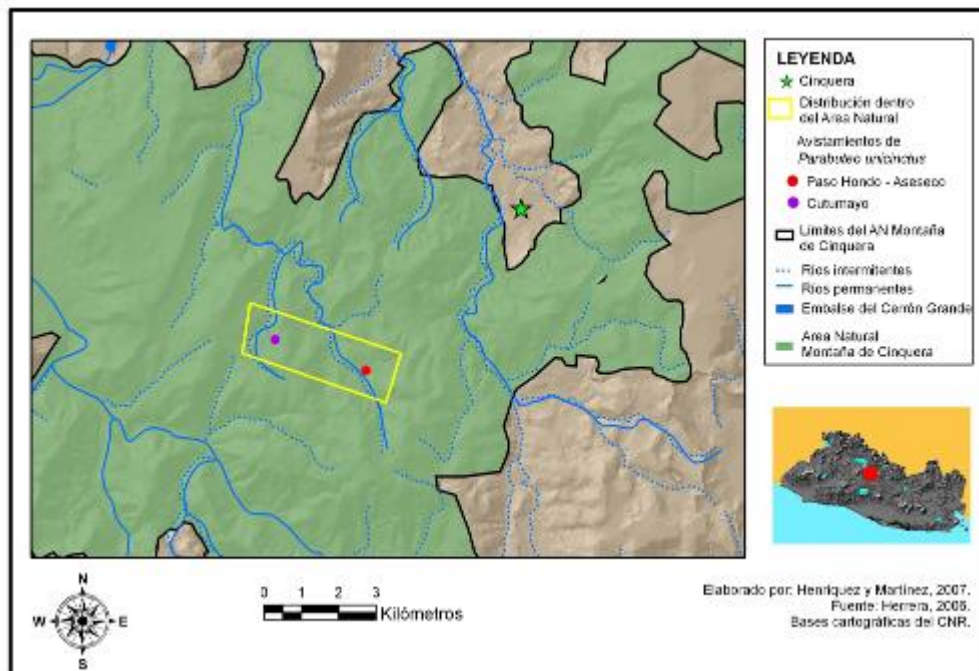 LEYENDA
Cinquera
Distribución dentro
del Area Natural
Avistamientos de
Parabuteo unicinctus
Paso Hondo - Aseseco
Cutumayo
Límites del AN Montaña
de Cinquera
Ríos intermitentes
Ríos permanentes
Embalse del Cerrón Grande
Area Natural
Montaña de Cinquera
N
W
E
S
0 1 2 3
Kilómetros
Elaborado por: Henríquez y Martínez, 2007.
Fuente: Herrera, 2006.
Bases cartográficas del CNR.